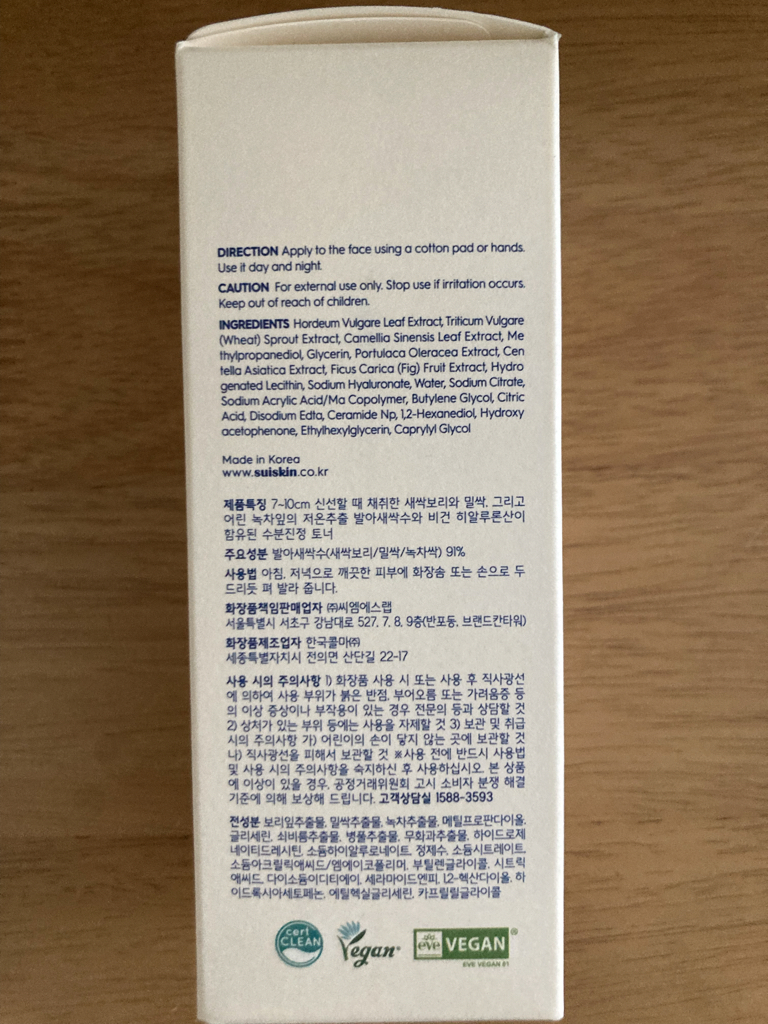 DIRECTION Apply to the face using a cotton pad or hands.
Use it day and night.
CAUTION For external use only. Stop use if irritation occurs.
Keep out of reach of children.
INGREDIENTS Hordeum Vulgare Leaf Extract, Triticum Vulgare
(Wheat) Sprout Extract, Camellia Sinensis Leaf Extract, Me
thylpropanediol, Glycerin, Portulaca Oleracea Extract, Cen
tella Asiatica Extract, Ficus Carica (Fig) Fruit Extract, Hydro
genated Lecithin, Sodium Hyaluronate, Water, Sodium Citrate,
Sodium Acrylic Acid/Ma Copolymer, Butylene Glycol, Citric
Acid, Disodium Edta, Ceramide Np, 1,2-Hexanediol, Hydroxy
acetophenone, Ethylhexylglycerin, Caprylyl Glycol
Made in Korea
www.suiskin.co.kr
제품특징 7~10cm 신선할 때 채취한 새싹보리와 밀싹, 그리고
어린 녹차잎의 저온추출 발아새싹수와 비건 히알루론산이
함유된 수분진정 토너
주요성분 발아새싹수(새싹보리/밀싹/녹차싹) 91%
사용법 아침, 저녁으로 깨끗한 피부에 화장솜 또는 손으로 두
드리듯 펴 발라 줍니다.
화장품책임판매업자 ㈜씨엠에스랩
서울특별시 서초구 강남대로 527, 7, 8, 9층(반포동, 브랜드칸타워)
화장품제조업자 한국콜마㈜
세종특별자치시 전의면 산단길 22-17
사용 시의 주의사항 1) 화장품 사용 시 또는 사용 후 직사광선
에 의하여 사용 부위가 붉은 반점, 부어오름 또는 가려움증 등
의 이상 증상이나 부작용이 있는 경우 전문의 등과 상담할 것
2) 상처가 있는 부위 등에는 사용을 자제할 것 3) 보관 및 취급
시의 주의사항 가) 어린이의 손이 닿지 않는 곳에 보관할 것
나) 직사광선을 피해서 보관할 것 ※사용 전에 반드시 사용법
및 사용 시의 주의사항을 숙지하신 후 사용하십시오. 본 상품
에 이상이 있을 경우, 공정거래위원회 고시 소비자 분쟁 해결
기준에 의해 보상해 드립니다. 고객상담실 1588-3593
전성분 보리잎추출물, 밀싹추출물, 녹차추출물, 메틸프로판다이올,
글리세린, 쇠비름추출물, 병풀추출물, 무화과추출물, 하이드로제
네이티드레시틴, 소듐하이알루로네이트, 정제수, 소듐시트레이트,
소듐아크릴릭애씨드/엠에이코폴리머, 부틸렌글라이콜, 시트릭
애씨드, 다이소듐이디티에이, 세라마이드엔피, 1,2-헥산다이올, 하
이드록시아세토페논, 에틸헥실글리세린, 카프릴릴글라이콜
cert
CLEAN
Vegan®
eve VEGAN®
EVE VEGAN 81